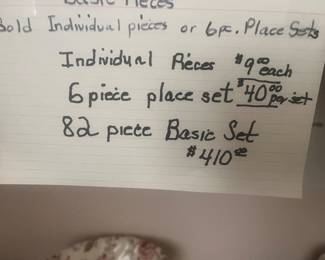 Basic Pieces
Sold Individual pieces or 6pc. Place Sets
Individual Pieces $9.00 each
6 piece place set $40.00 per set
82 piece Basic Set
$410.00